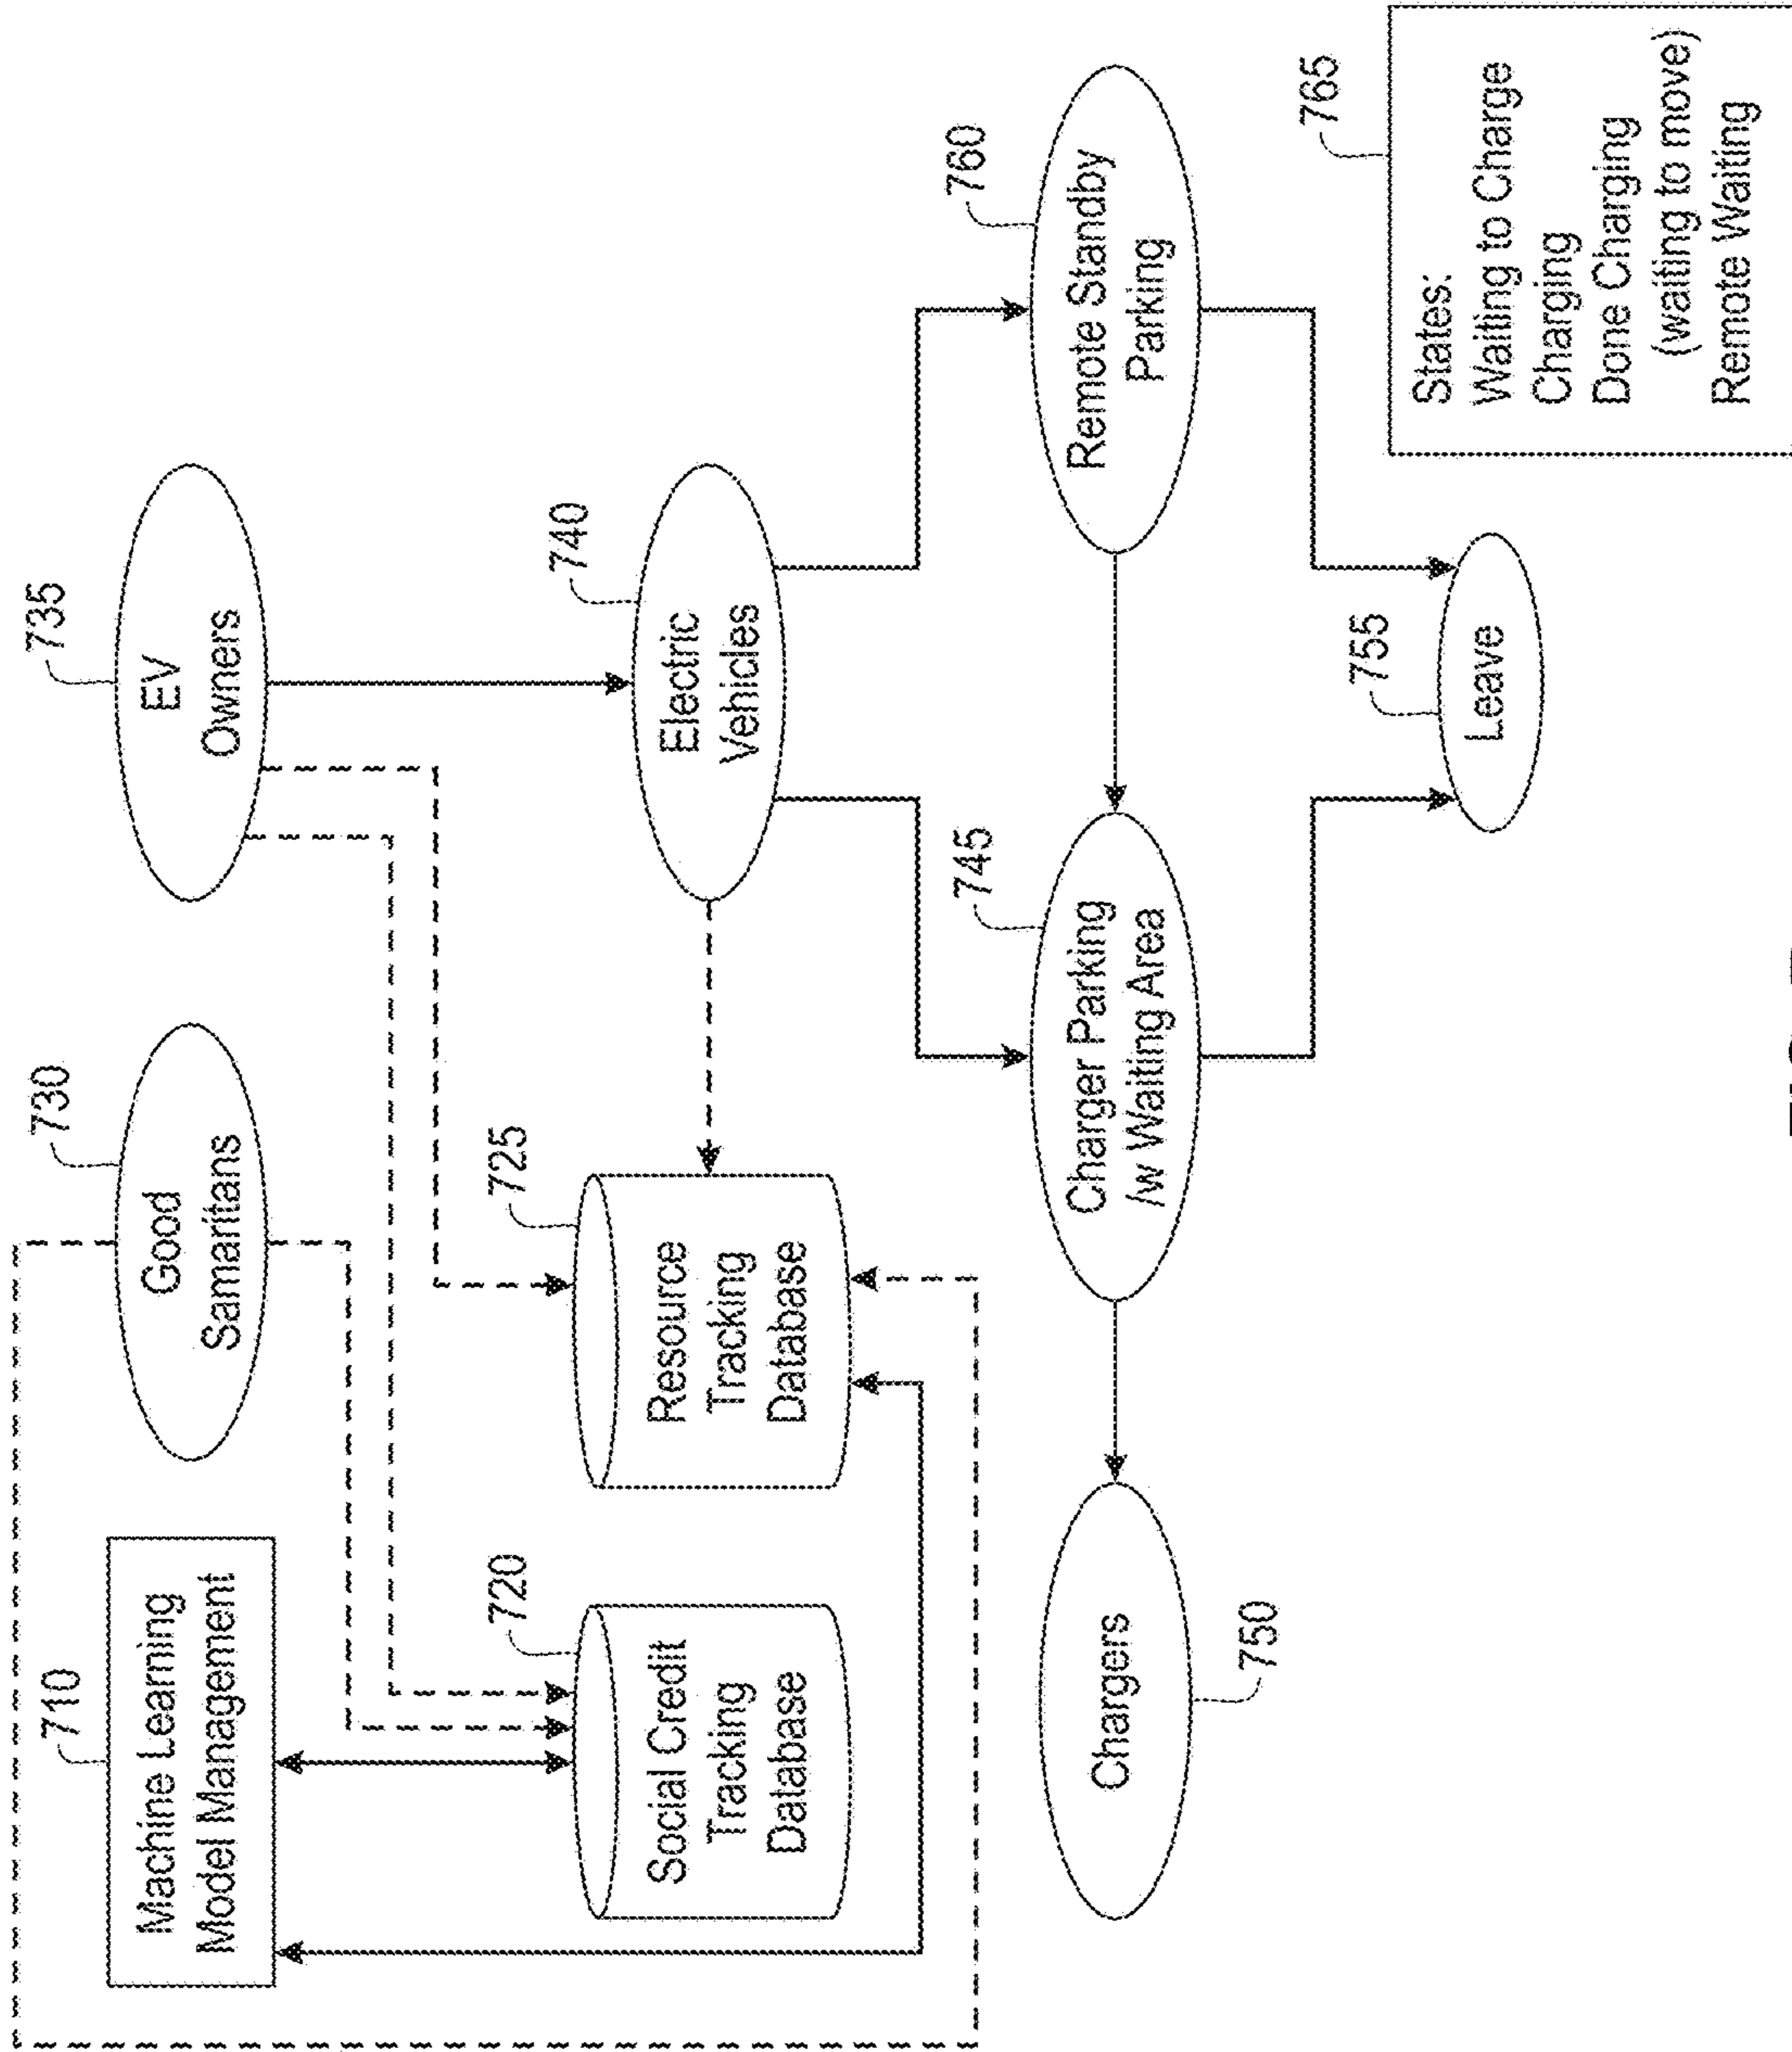 710
Machine Learning
Model Management
730
Good
Samaritans
735
EV
Owners
720
Social Credit
Tracking
Database
725
Resource
Tracking
Database
740
Electric
Vehicles
Chargers
750
745
Charger Parking
/w Waiting Area
760
Remote Standby
Parking
755
Leave
765
States:
Waiting to Charge
Charging
Done Charging
(waiting to move)
Remote Waiting